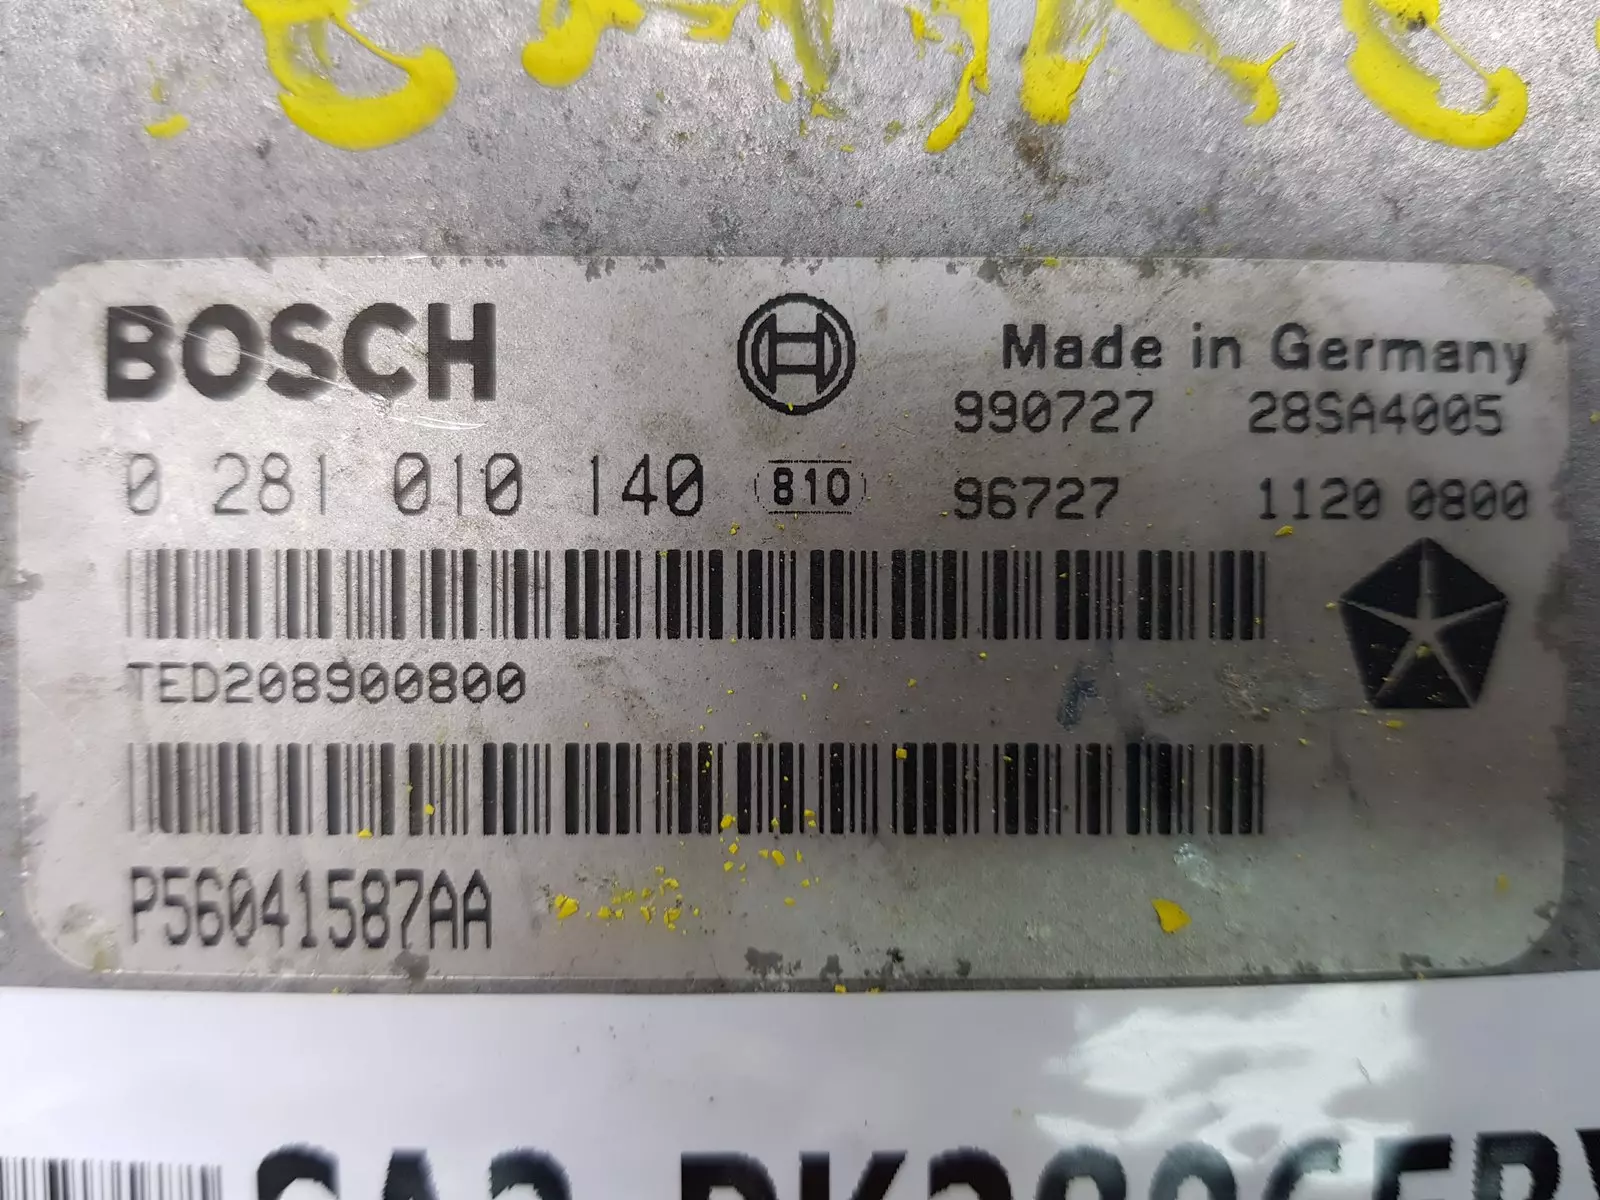 BOSCH
Made in Germany
990727 28SA4005
0 281 010 140 810 96727 1120 0800
TED208900800
P56041587AA